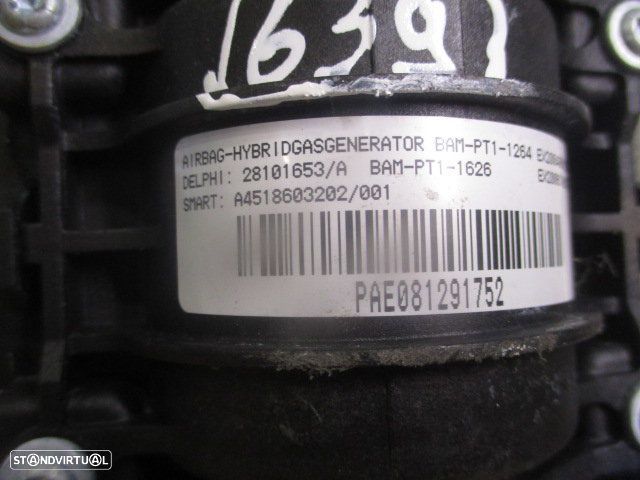 16397
AIRBAG-HYBRIDGASGENERATOR BAM-PT1-1264
DELPHI: 28101653/A BAM-PT1-1626
SMART: A4518603202/001
PAE081291752
STANDVIRTUAL